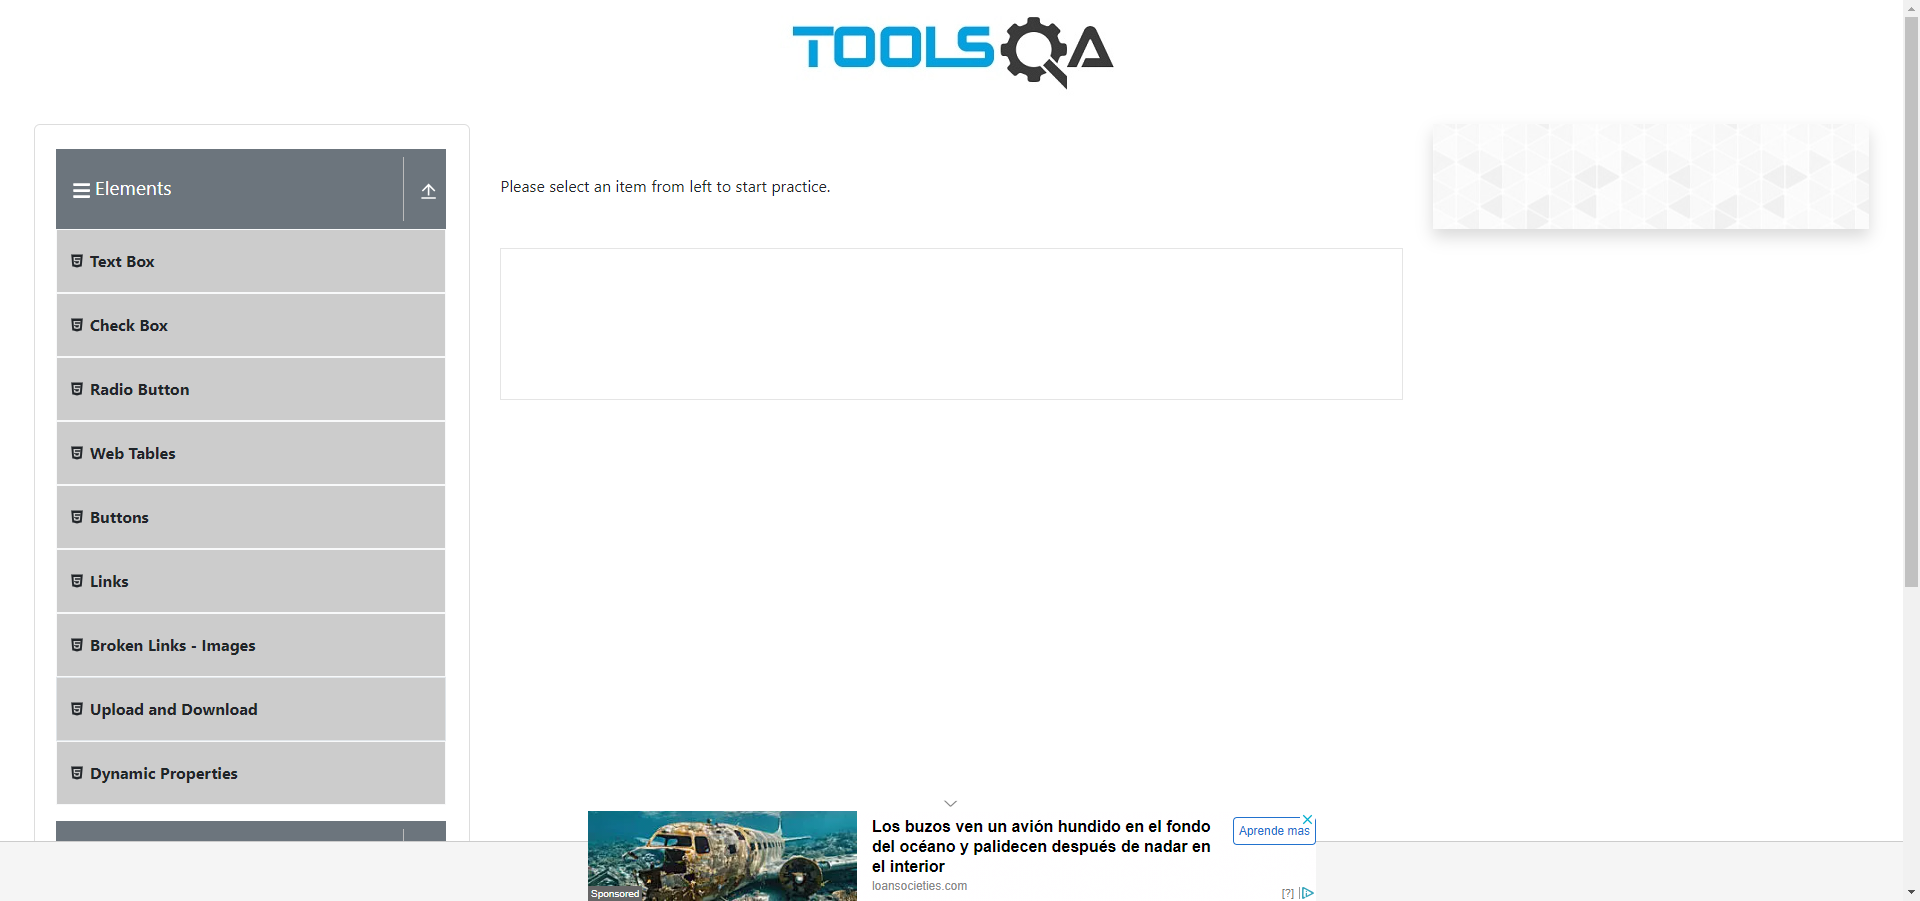 TOOLSQA
Elements
Please select an item from left to start practice.
Text Box
Check Box
Radio Button
Web Tables
Buttons
Links
Broken Links - Images
Upload and Download
Dynamic Properties
Los buzos ven un avión hundido en el fondo
del océano y palidecen después de nadar en
el interior
loansocieties.com
Aprende mas
Sponsored
[?]